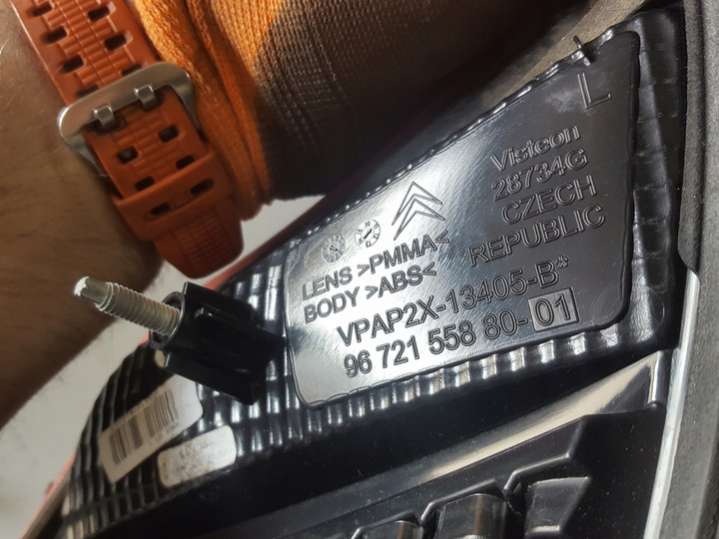 L
Visteon
28734G
CZECH
REPUBLIC
LENS >PMMA<
BODY >ABS<
VPAP2X-13405-B*
96 721 558 80-01